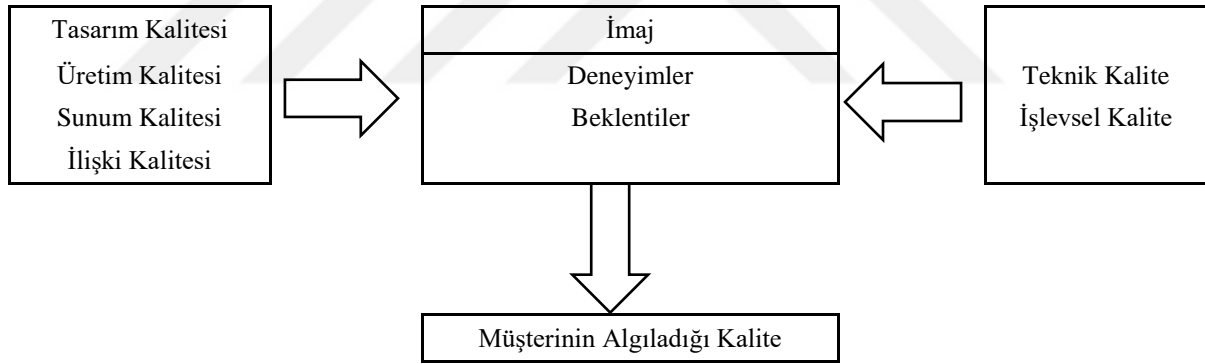 Tasarım Kalitesi
Üretim Kalitesi
Sunum Kalitesi
İlişki Kalitesi
İmaj
Deneyimler
Beklentiler
Teknik Kalite
İşlevsel Kalite
Müşterinin Algıladığı Kalite